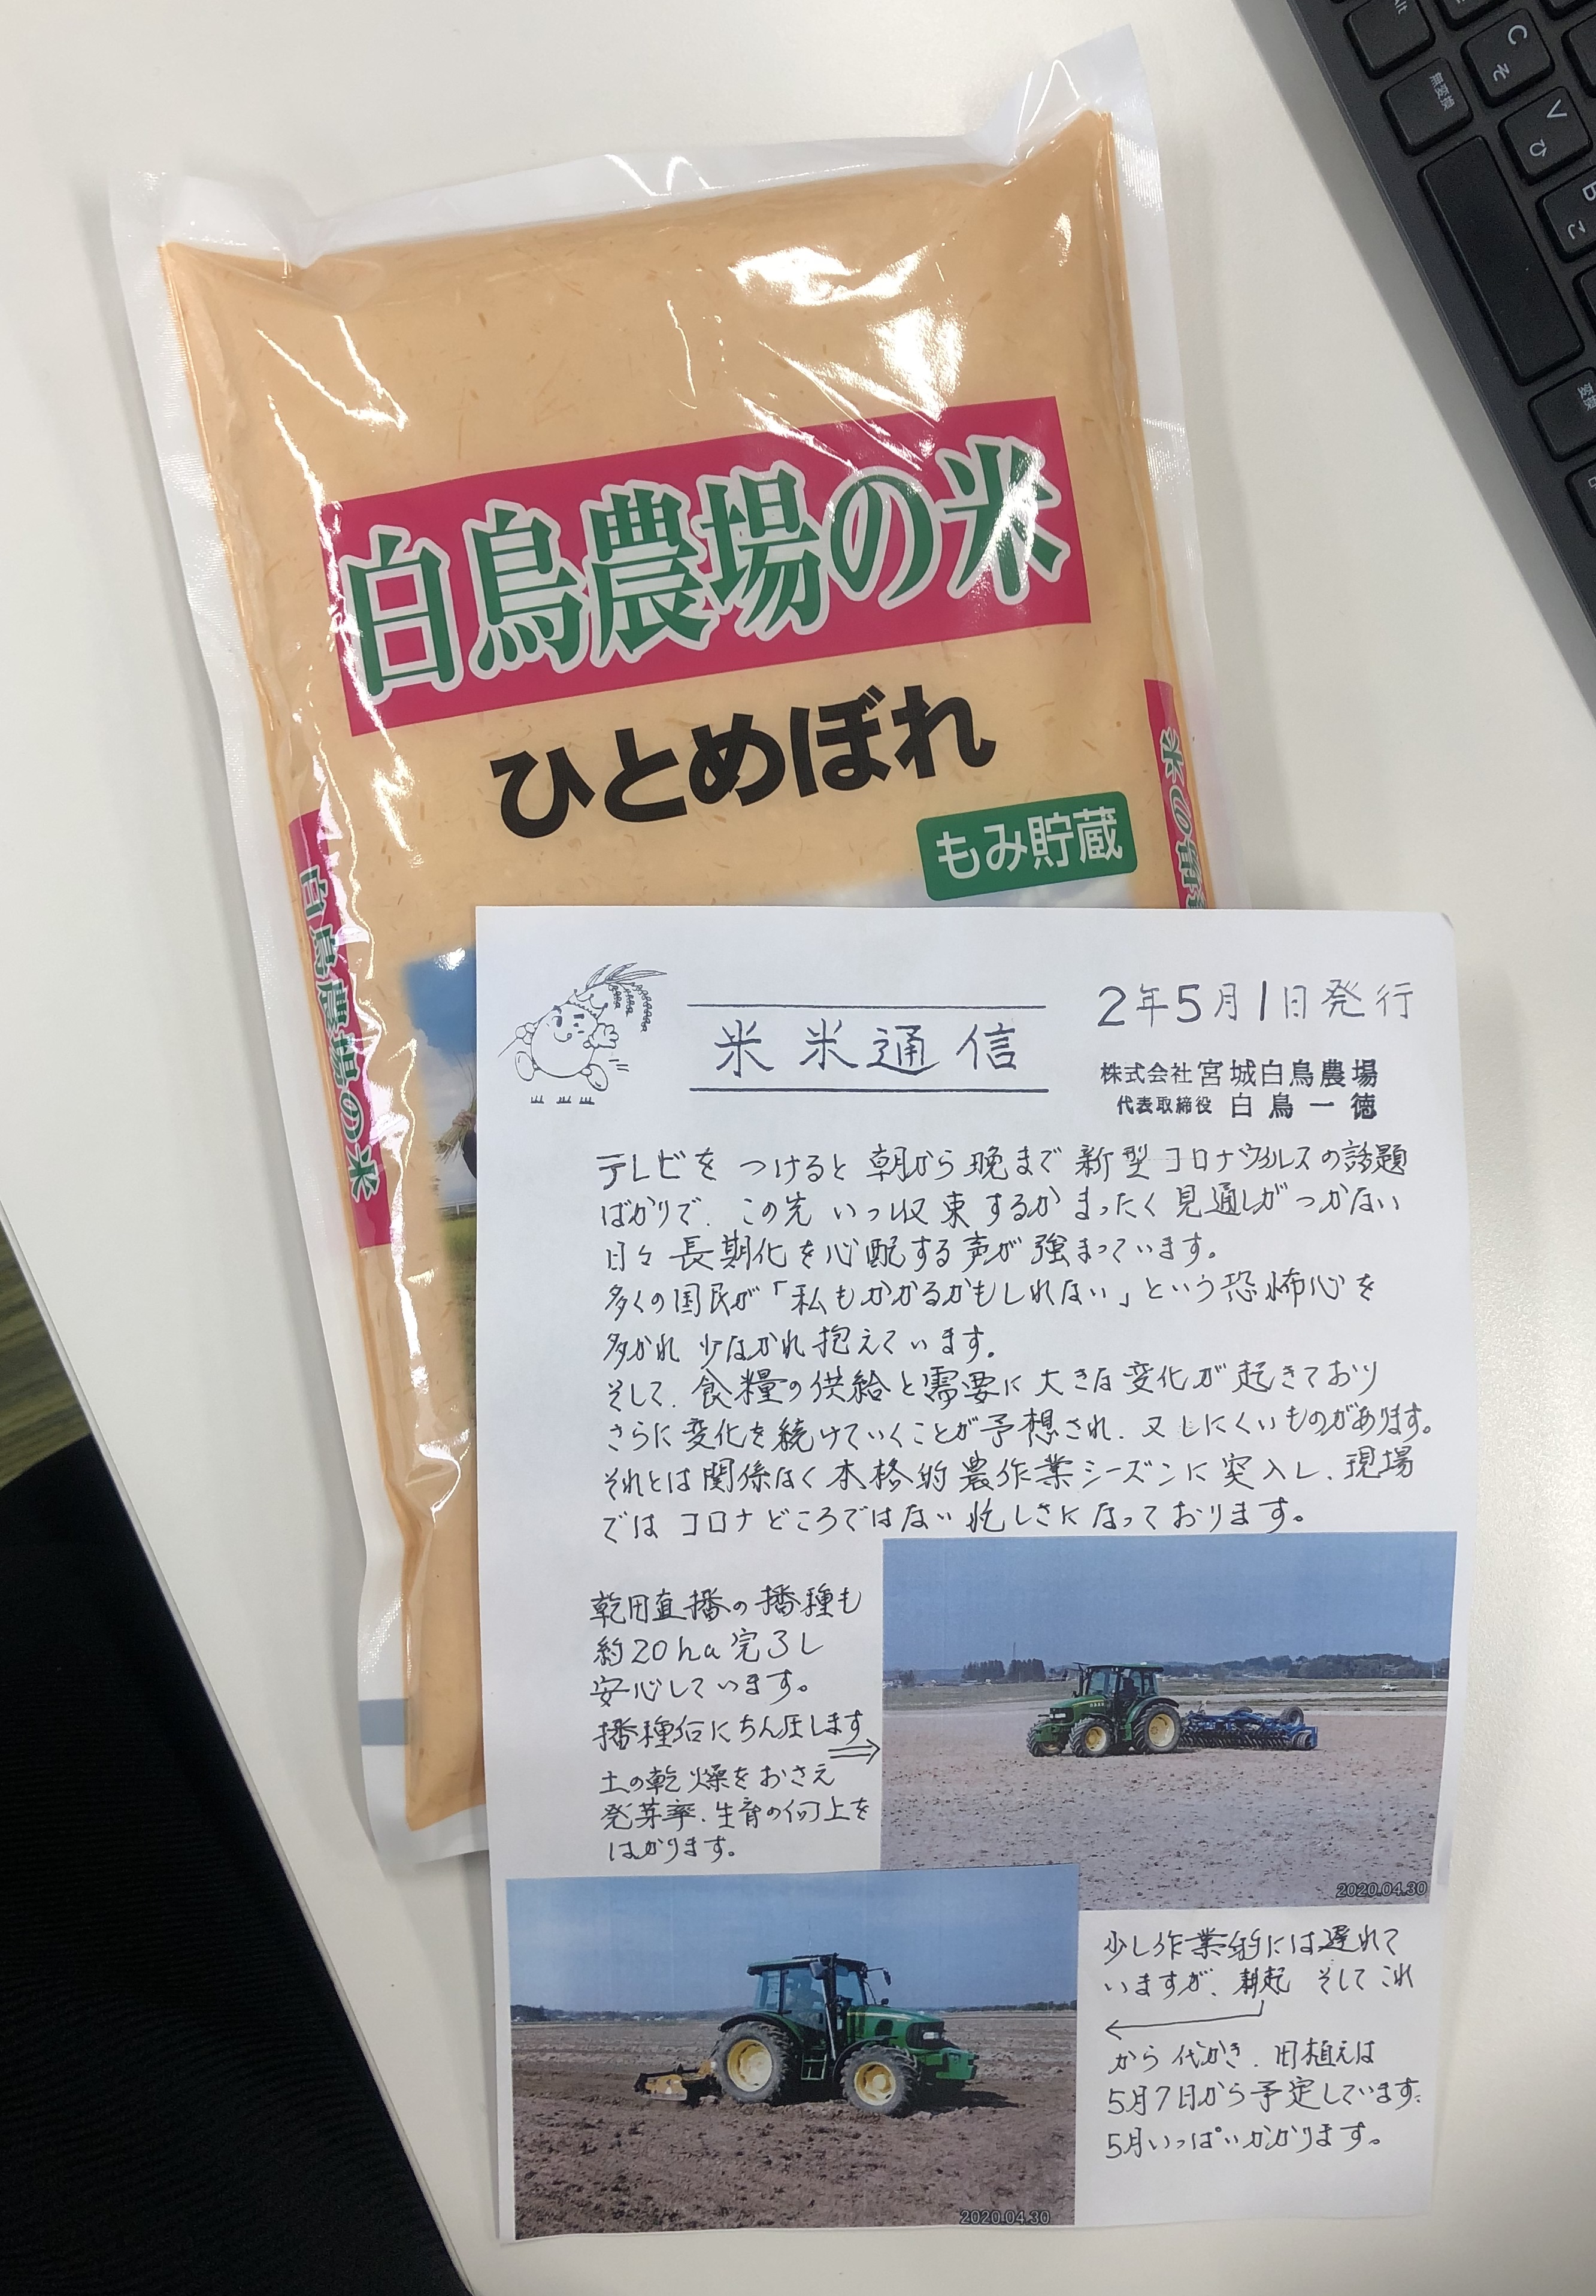 C
そ
V
ひ
B
こ
無変換
変換
白鳥農場の米
ひとめぼれ
もみ貯蔵
白鳥農場の米
場の米
米米通信
2年5月1日発行
株式会社 宮城白鳥農場
代表取締役 白鳥一徳
テレビをつけると朝から晩まで新型コロナウィルスの話題
ばかりで、この先いつ収束するかまったく見通しがつかない
日々長期化を心配する声が強まっています。
多くの国民が「私もかかるかもしれない」という恐怖心を
多かれ少なかれ抱えています。
そして、食糧の供給と需要に大きな変化が起きており
さらに変化を続けていくことが予想され、又しにくいものがあります。
それとは関係なく本格的農作業シーズンに突入し、現場
ではコロナどころではない忙しさになっております。
乾田直播の播種も
約20ha完了し
安心しています。
播種后にちん圧します
土の乾燥をおさえ
発芽率、生育の向上を
はかります。
2020.04.30
少し作業的には遅れて
いますが、耕起 そしてこれ
から代かき、田植えは
5月7日から予定しています。
5月いっぱいかかります。
2020.04.30